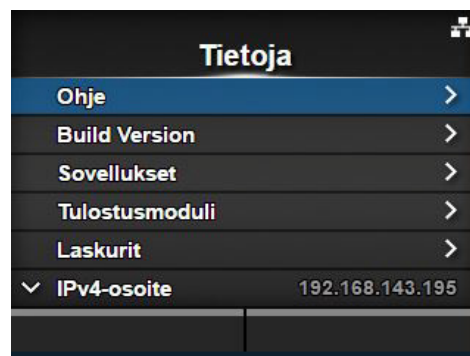 Tietoja
Ohje
Build Version
Sovellukset
Tulostusmoduli
Laskurit
IPv4-osoite 192.168.143.195